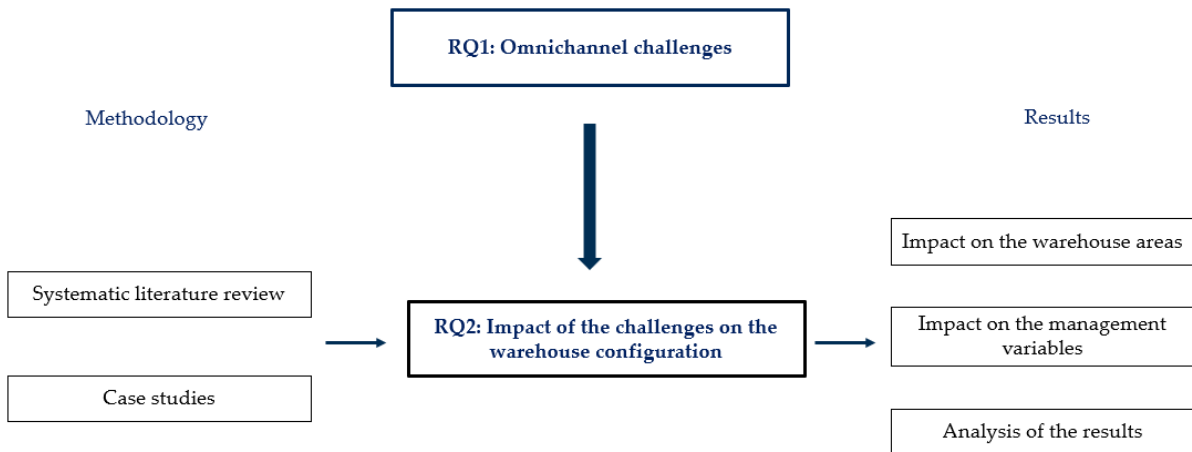 RQ1: Omnichannel challenges
Methodology
Results
Impact on the warehouse areas
Systematic literature review
RQ2: Impact of the challenges on the
warehouse configuration
Impact on the management
variables
Case studies
Analysis of the results